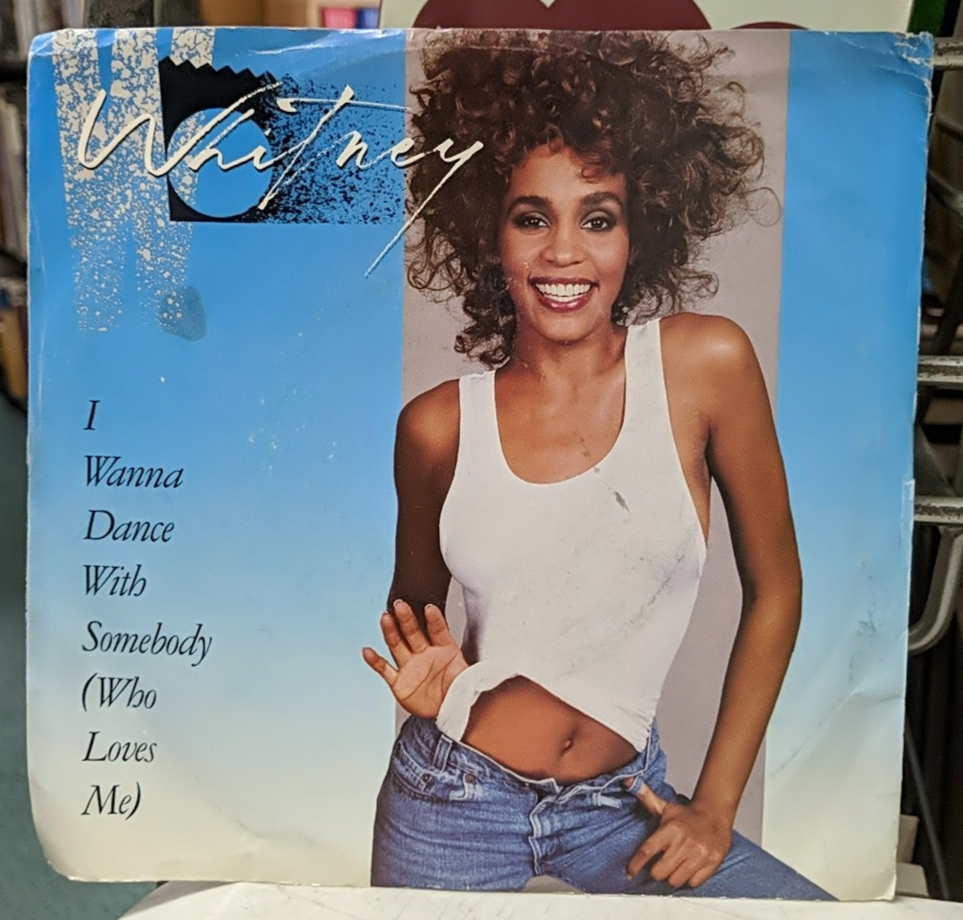 Whitney
I
Wanna
Dance
With
Somebody
(Who
Loves
Me)